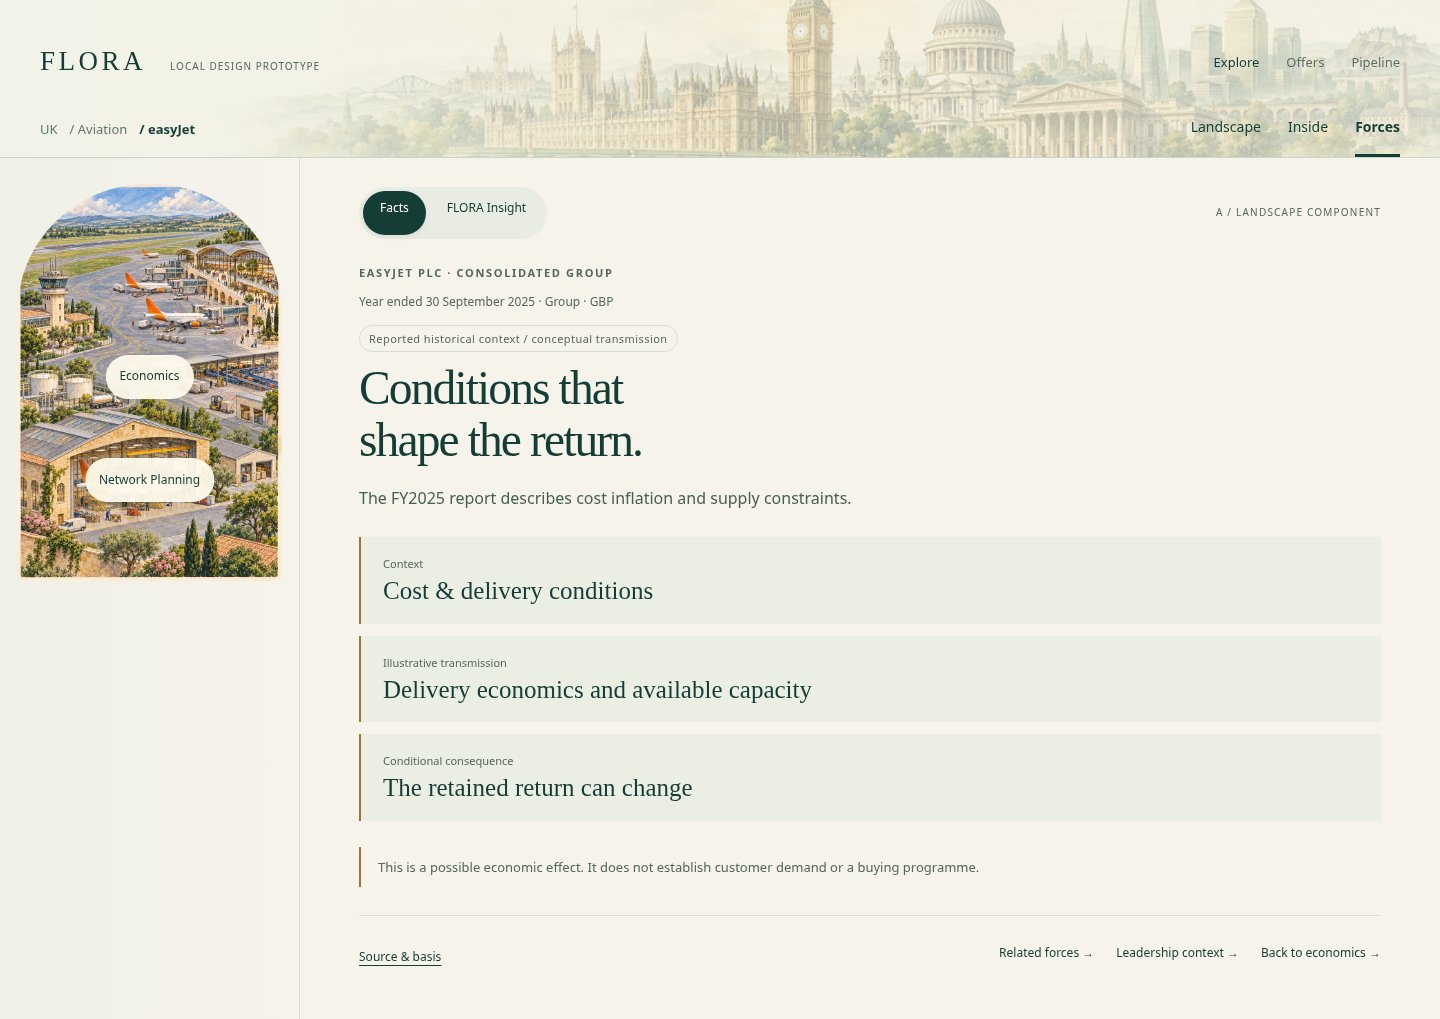 FLORA
LOCAL DESIGN PROTOTYPE
Explore
Offers
Pipeline
UK / Aviation / easyJet
Landscape
Inside
Forces
Economics
Network Planning
Facts
FLORA Insight
A / LANDSCAPE COMPONENT
EASYJET PLC · CONSOLIDATED GROUP
Year ended 30 September 2025 · Group · GBP
Reported historical context / conceptual transmission
Conditions that
shape the return.
The FY2025 report describes cost inflation and supply constraints.
Context
Cost & delivery conditions
Illustrative transmission
Delivery economics and available capacity
Conditional consequence
The retained return can change
This is a possible economic effect. It does not establish customer demand or a buying programme.
Source & basis
Related forces →
Leadership context →
Back to economics →